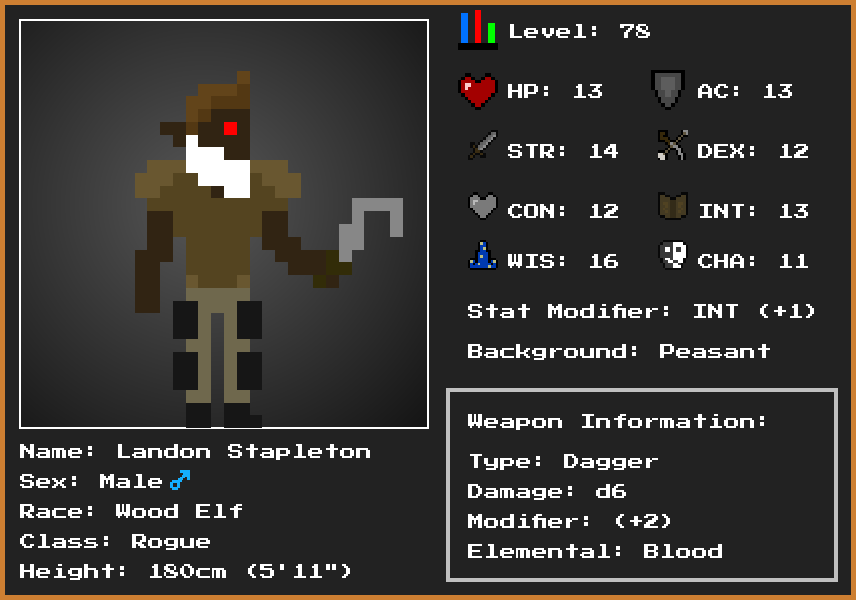 Level: 78
HP: 13 AC: 13
STR: 14 DEX: 12
CON: 12 INT: 13
WIS: 16 CHA: 11
Stat Modifier: INT (+1)
Background: Peasant
Weapon Information:
Type: Dagger
Damage: d6
Modifier: (+2)
Elemental: Blood
Name: Landon Stapleton
Sex: Male♂
Race: Wood Elf
Class: Rogue
Height: 180cm (5'11")